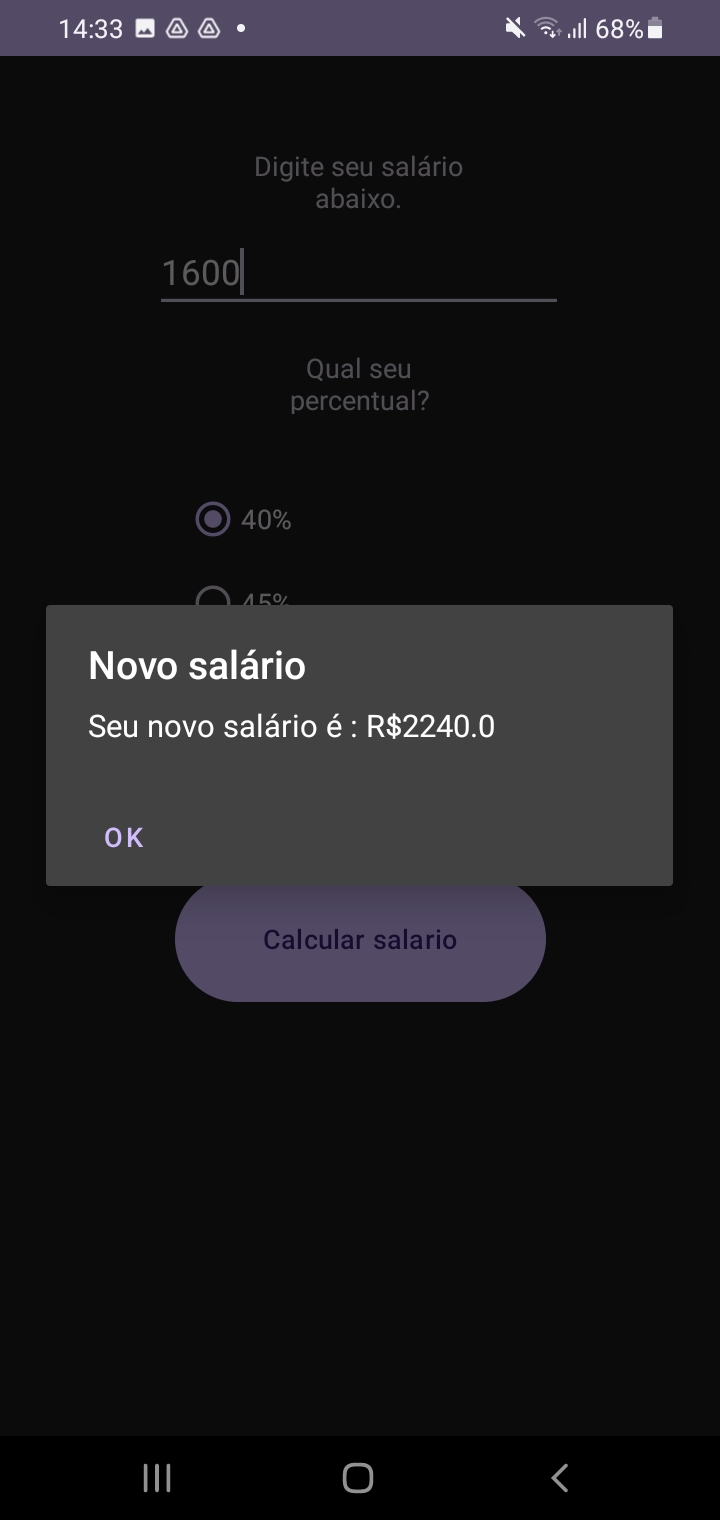 14:33 68%
Digite seu salário
abaixo.
1600
Qual seu
percentual?
40%
45%
Novo salário
Seu novo salário é : R$2240.0
OK
Calcular salario